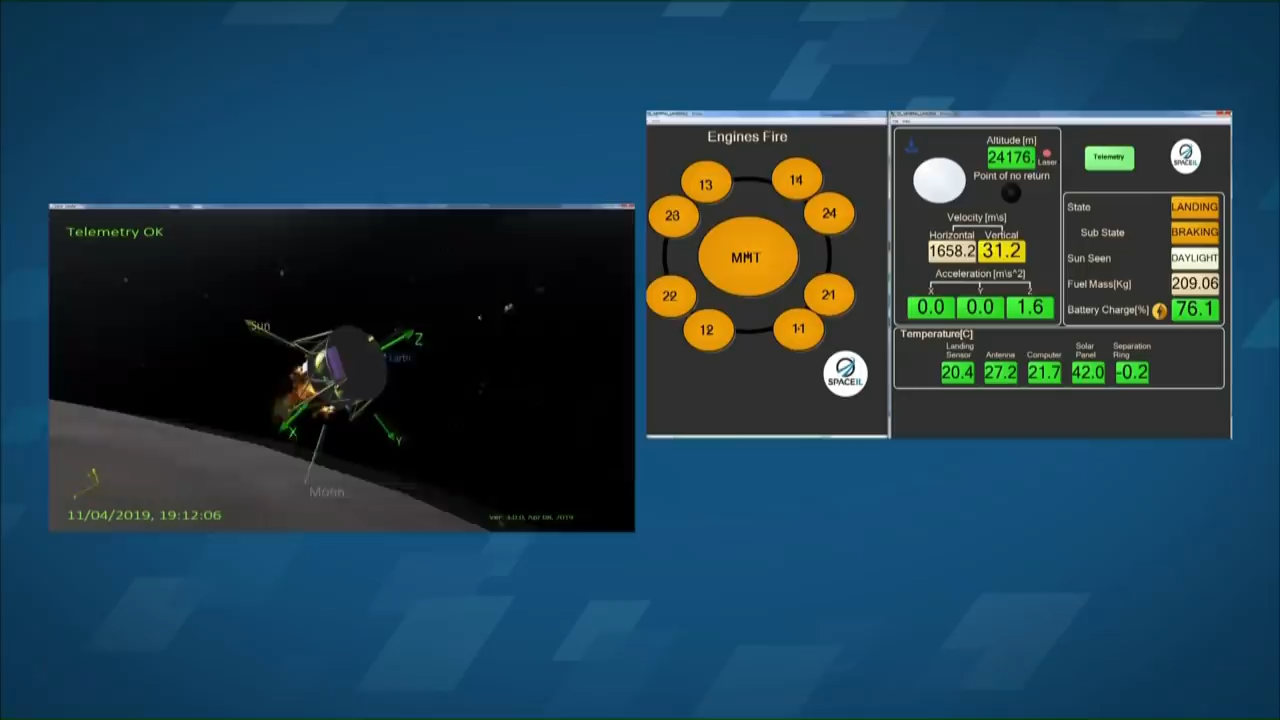 Telemetry OK
Sun
Z
Earth
X
Y
Moon
11/04/2019, 19:12:06
Engines Fire
13
14
23
24
MMT
22
21
12
11
SPACEIL
Altitude [m]
24176.
Laser
Point of no return
Velocity [m\s]
Horizontal Vertical
1658.2 31.2
Acceleration [m\s^2]
X Y Z
0.0 0.0 1.6
Telemetry
SPACEIL
State LANDING
Sub State BRAKING
Sun Seen DAYLIGHT
Fuel Mass[Kg] 209.06
Battery Charge[%] 76.1
Temperature[C]
Landing Sensor Antenna Computer Solar Panel Separation Ring
20.4 27.2 21.7 42.0 -0.2